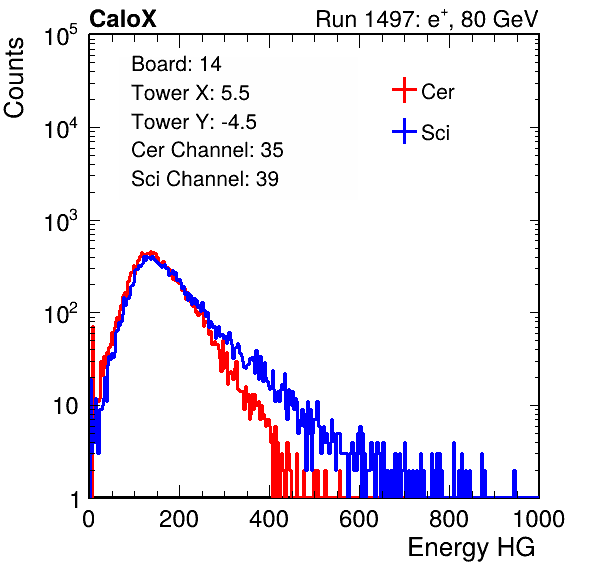 CaloX Run 1497: e⁺, 80 GeV
Counts
10⁵
10⁴
10³
10²
10
1
Board: 14
Tower X: 5.5
Tower Y: -4.5
Cer Channel: 35
Sci Channel: 39
Cer
Sci
0 200 400 600 800 1000
Energy HG